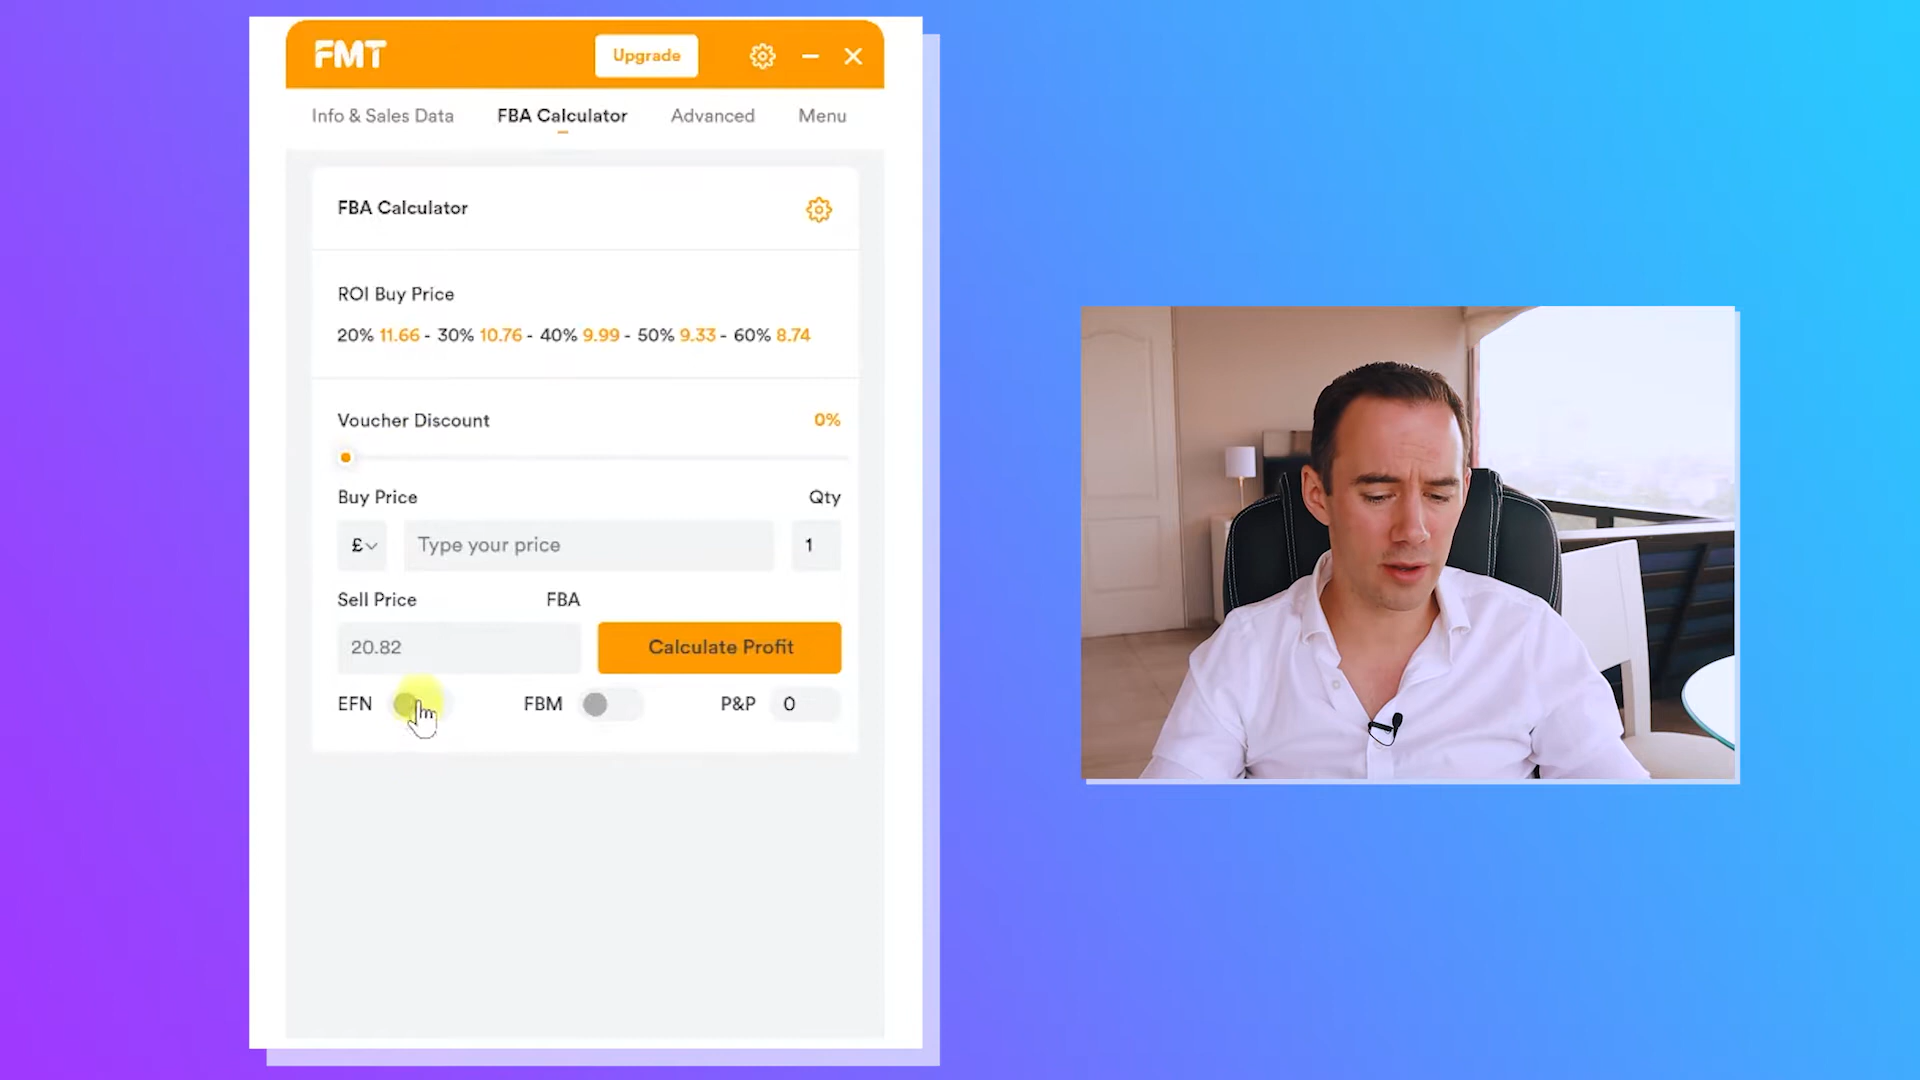 FMT
Upgrade
Info & Sales Data FBA Calculator Advanced Menu
FBA Calculator
ROI Buy Price
20% 11.66 - 30% 10.76 - 40% 9.99 - 50% 9.33 - 60% 8.74
Voucher Discount 0%
Buy Price Qty
£ Type your price 1
Sell Price FBA
20.82 Calculate Profit
EFN FBM P&P 0